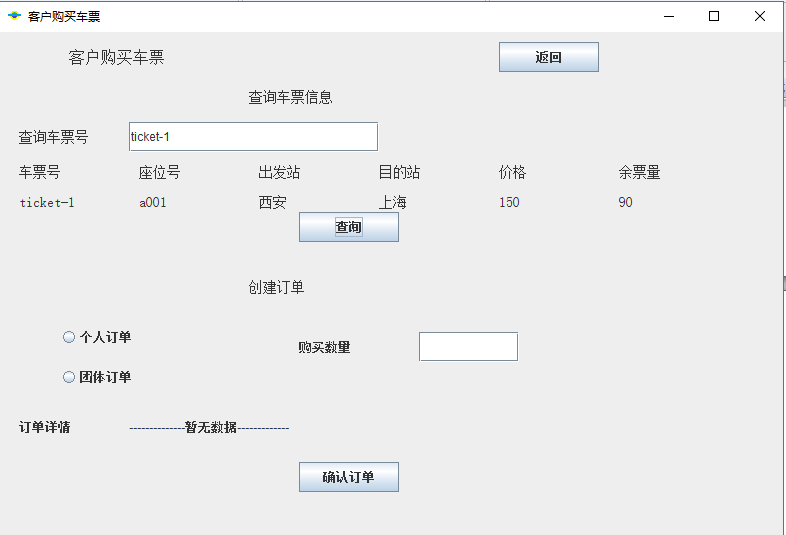 客户购买车票
客户购买车票 返回
查询车票信息
查询车票号 ticket-1
车票号 座位号 出发站 目的站 价格 余票量
ticket-1 a001 西安 上海 150 90
查询
创建订单
个人订单
购买数量
团体订单
订单详情 --------------暂无数据-------------
确认订单